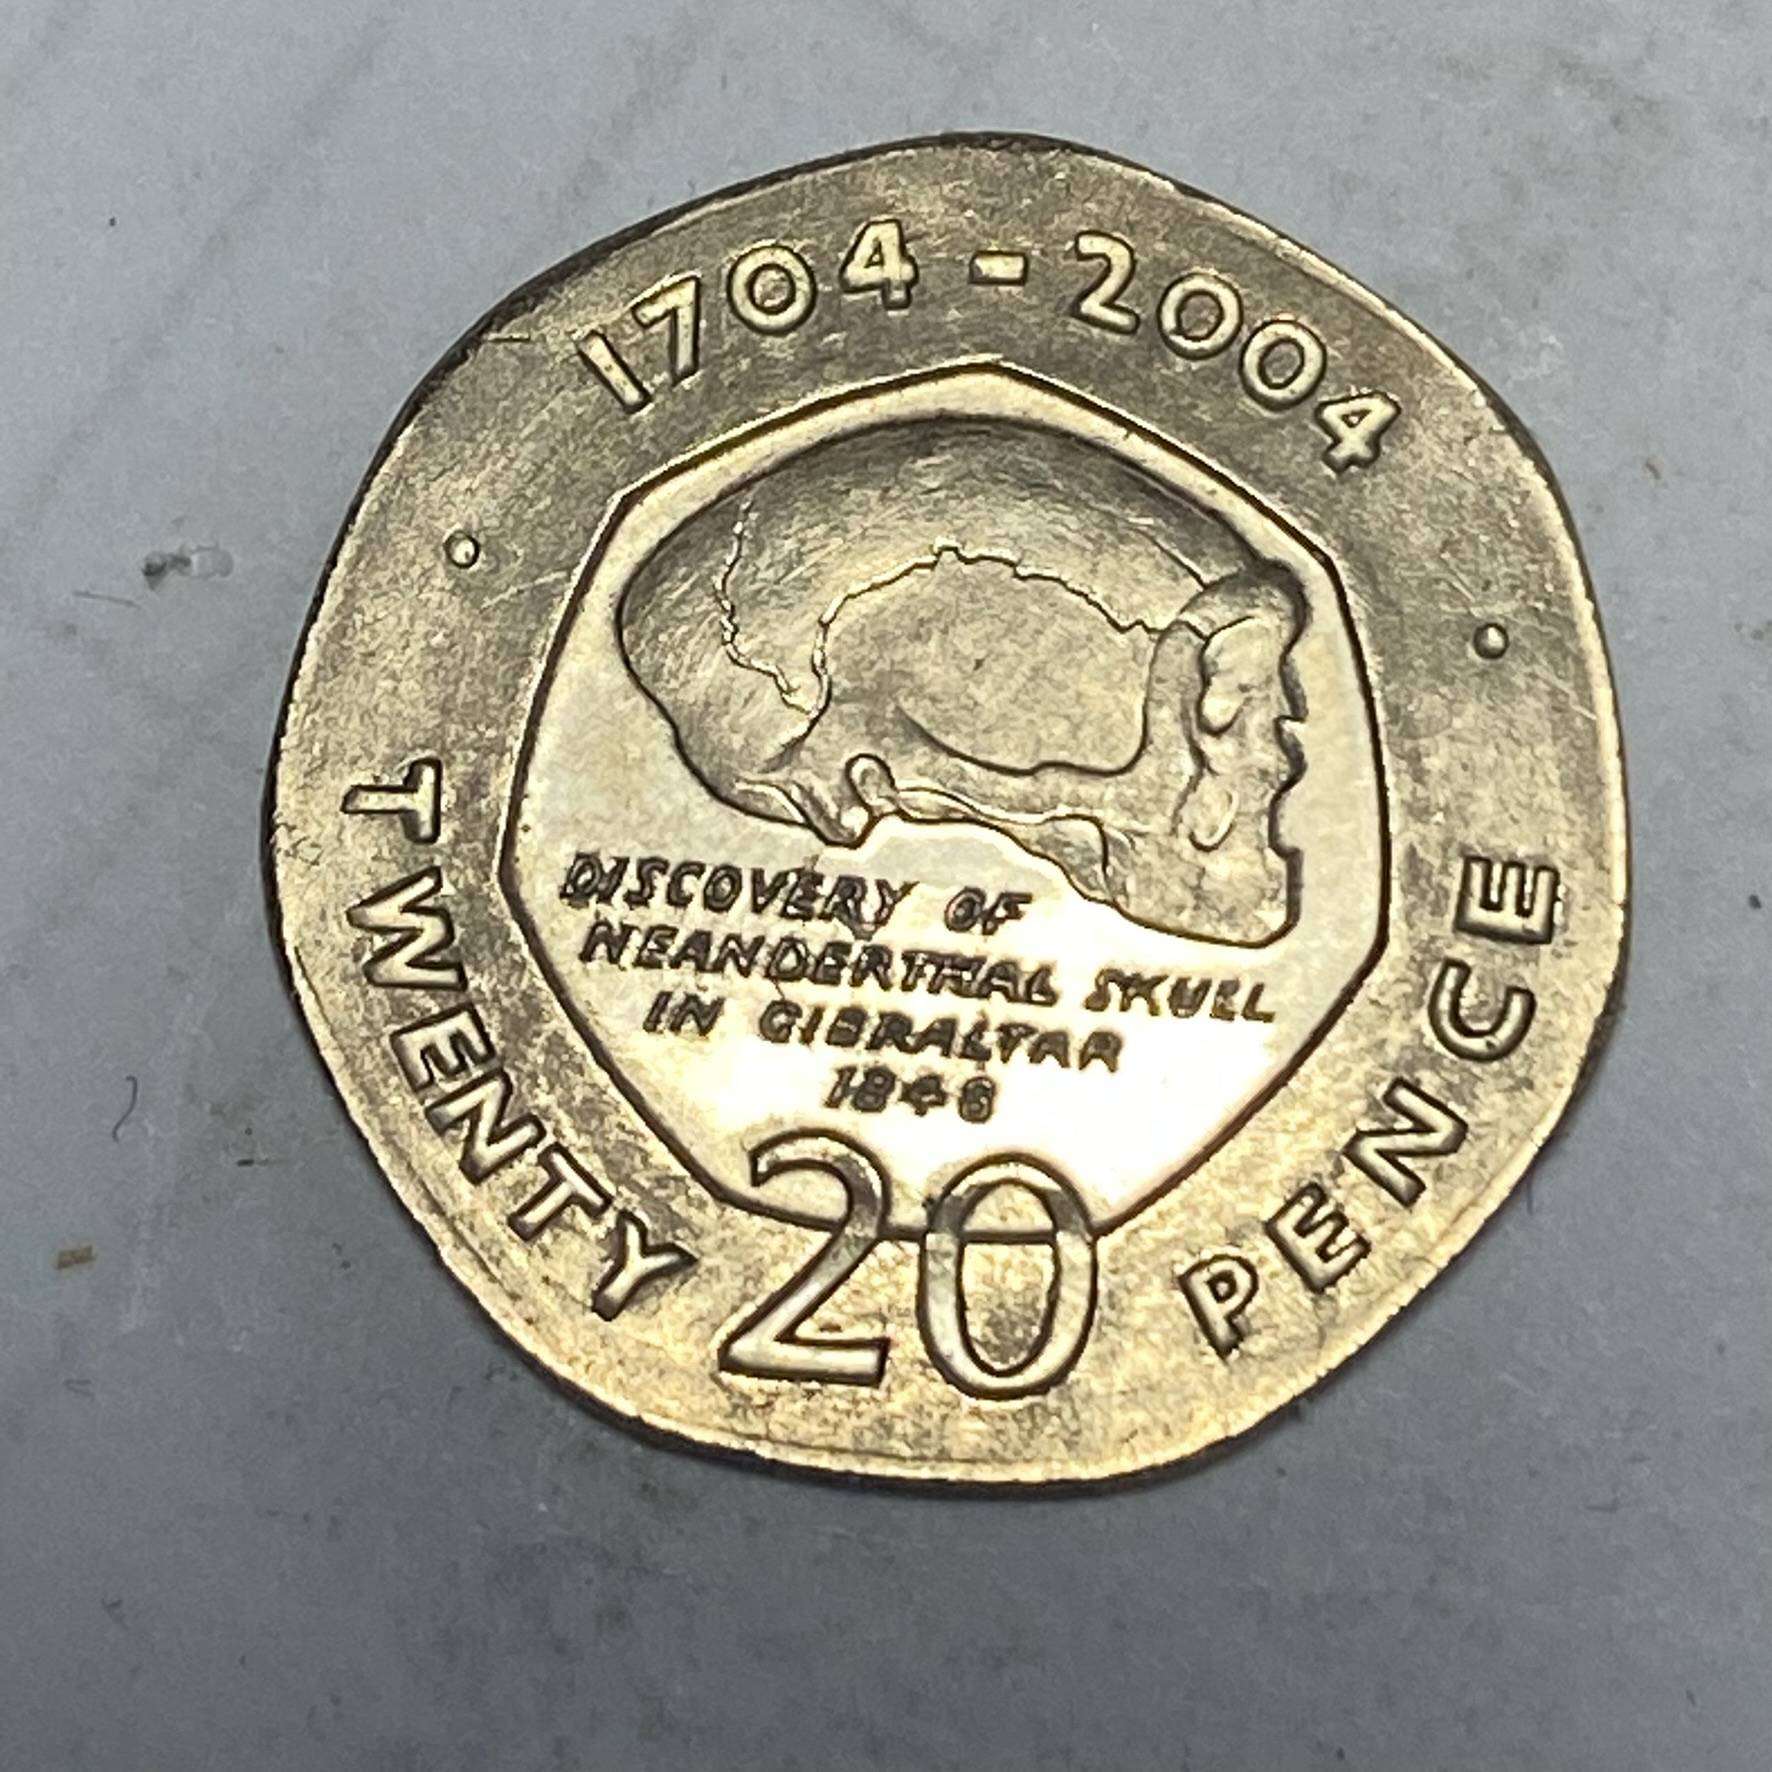 1704 - 2004
DISCOVERY OF
NEANDERTHAL SKULL
IN GIBRALTAR
1848
20
TWENTY PENCE